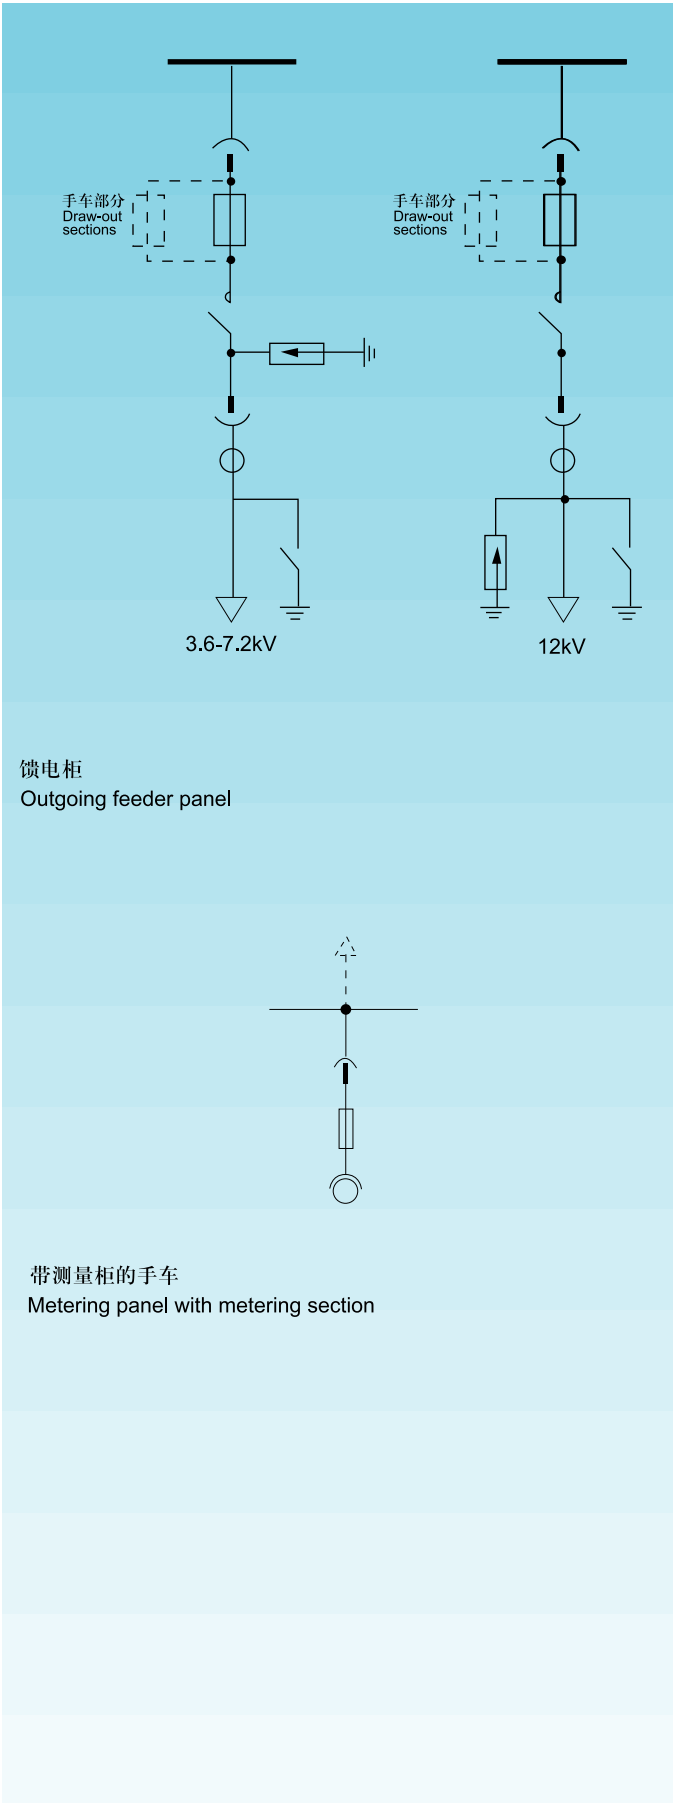 手车部分
Draw-out
sections
手车部分
Draw-out
sections
3.6-7.2kV
12kV
馈电柜
Outgoing feeder panel
带测量柜的手车
Metering panel with metering section